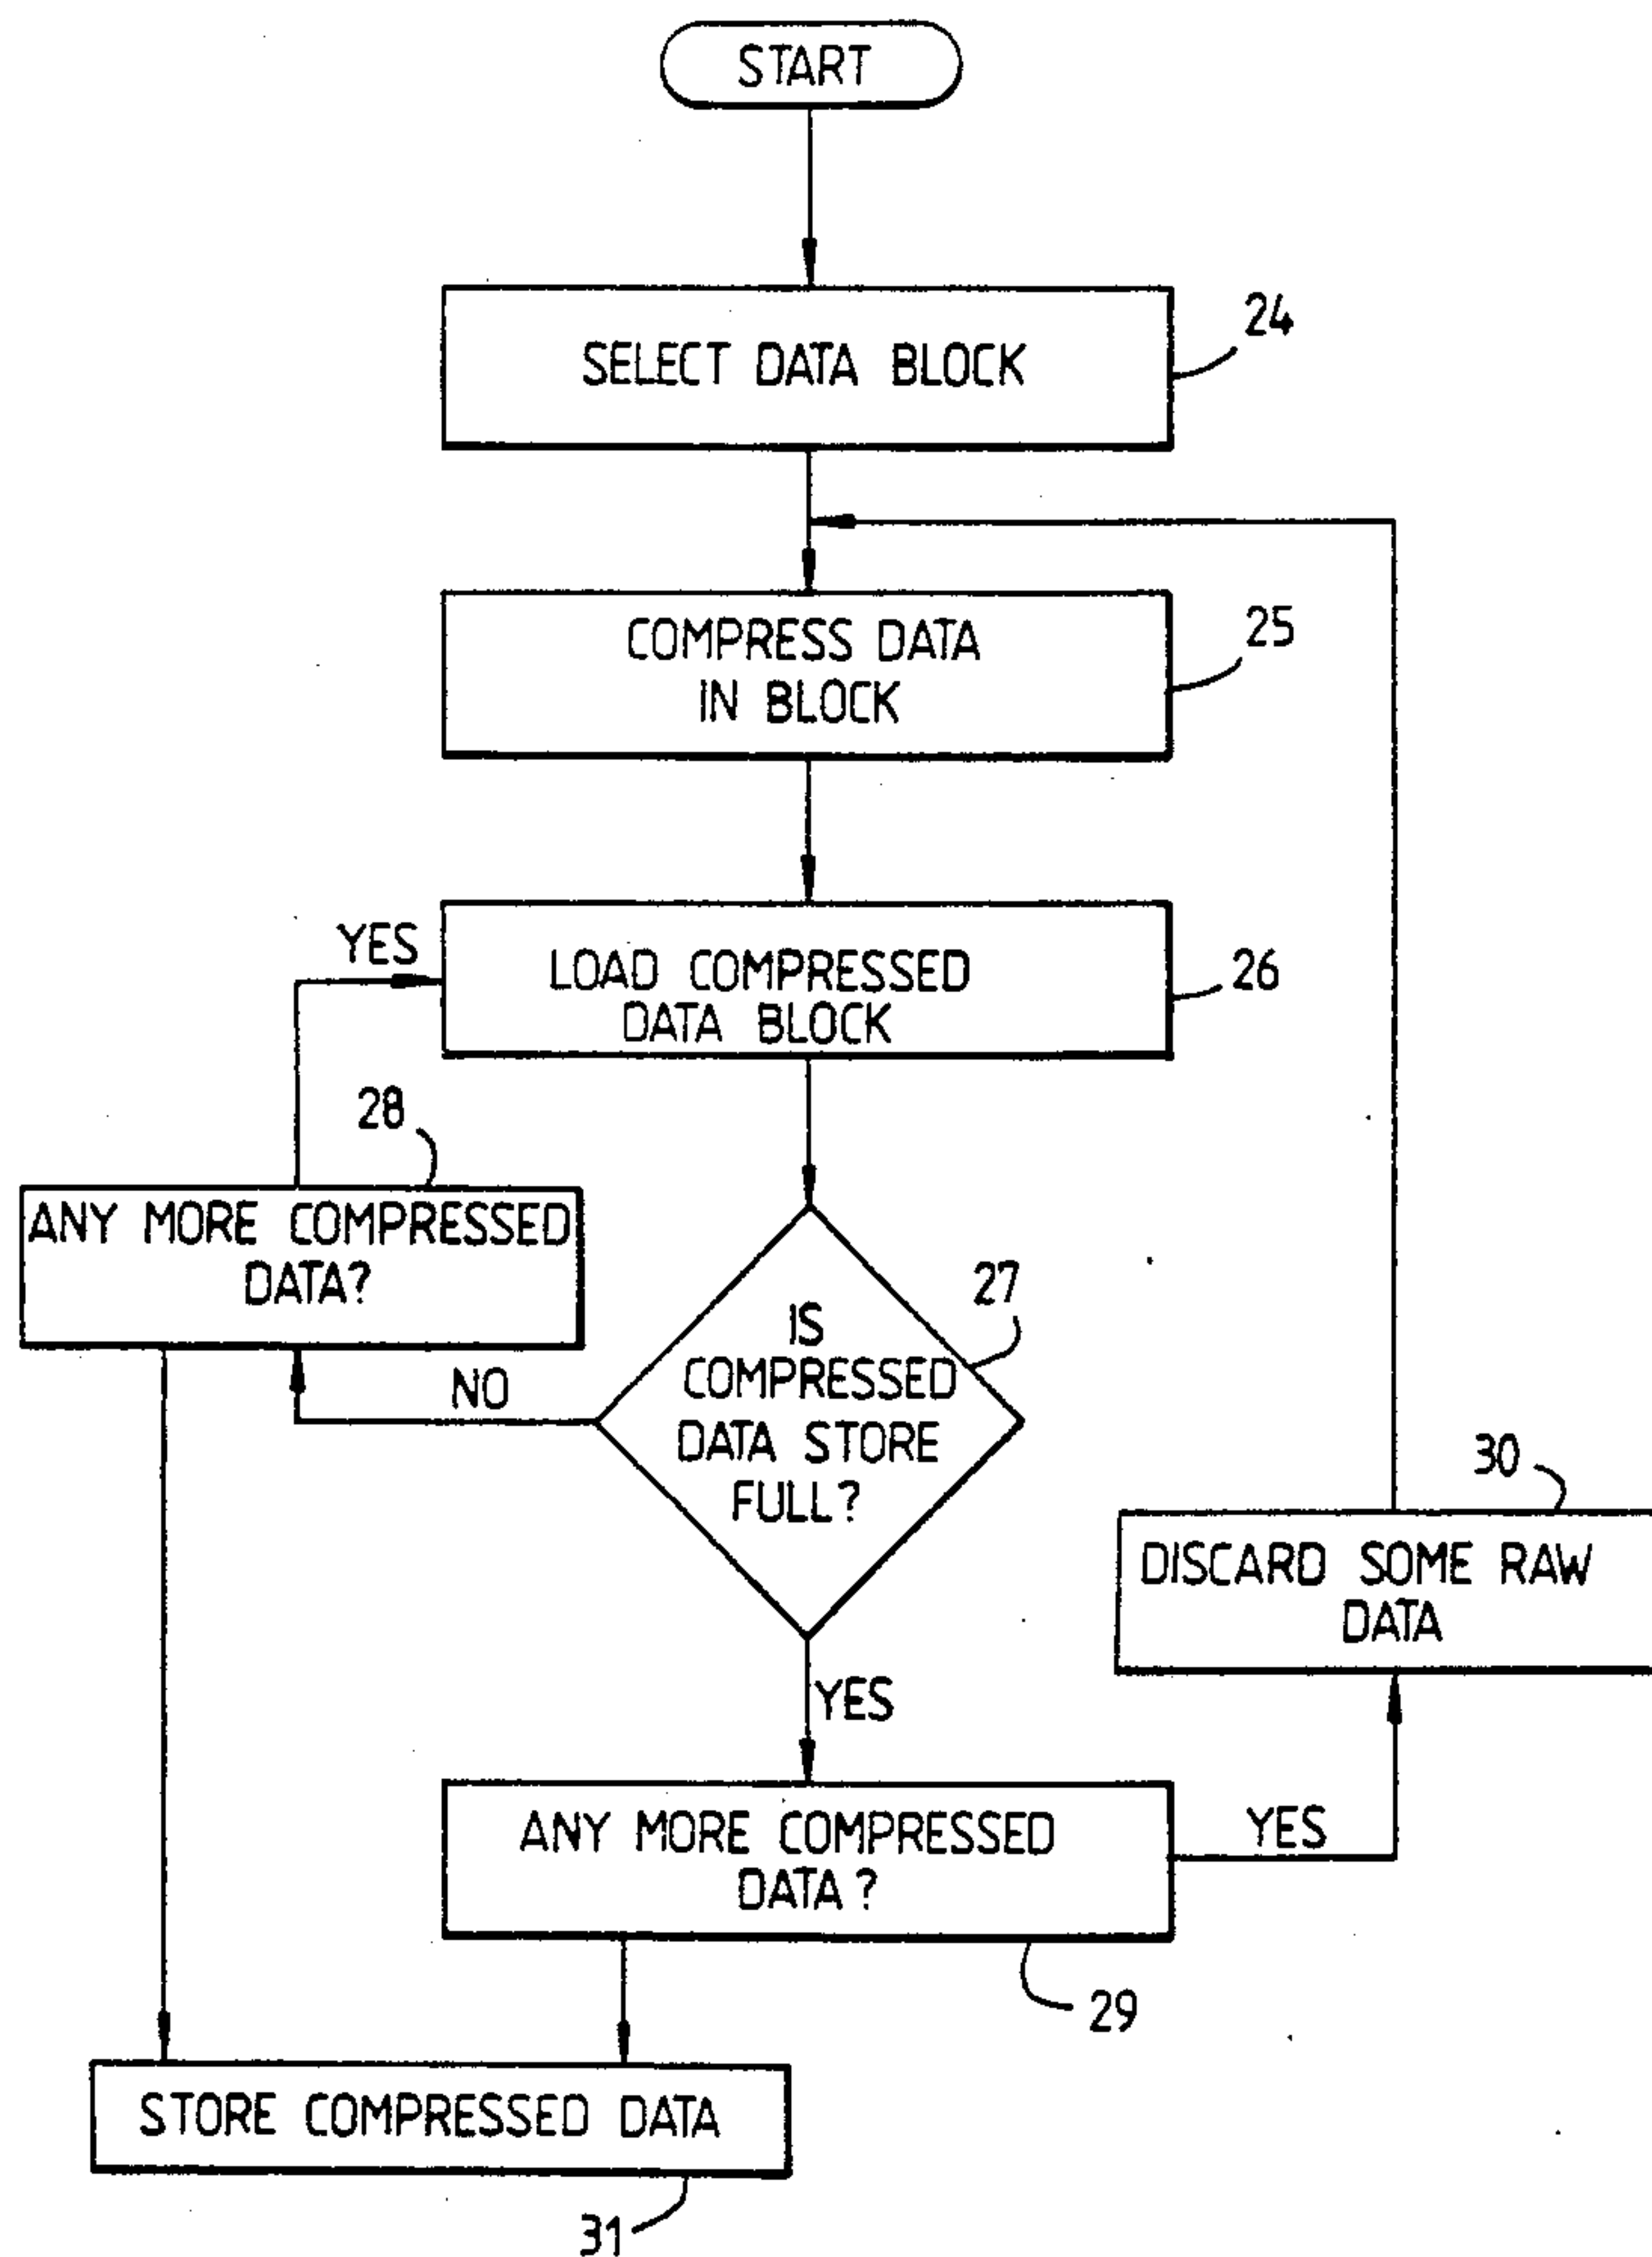 START
SELECT DATA BLOCK
24
COMPRESS DATA
IN BLOCK
25
YES
LOAD COMPRESSED
DATA BLOCK
26
28
ANY MORE COMPRESSED
DATA?
NO
27
IS
COMPRESSED
DATA STORE
FULL?
30
DISCARD SOME RAW
DATA
YES
ANY MORE COMPRESSED
DATA?
YES
29
STORE COMPRESSED DATA
31